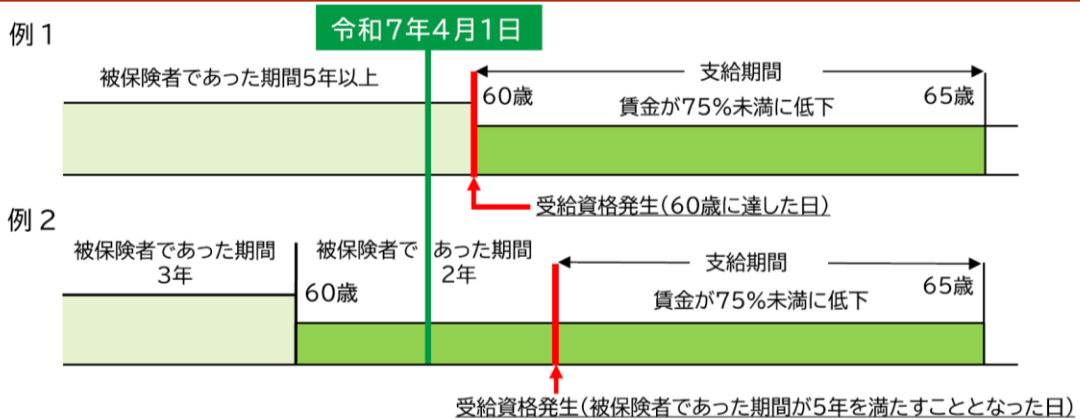 令和7年4月1日
例1
被保険者であった期間5年以上
支給期間
60歳
65歳
賃金が75%未満に低下
受給資格発生(60歳に達した日)
例2
被保険者であった期間
3年
被保険者であった期間
2年
支給期間
60歳
65歳
賃金が75%未満に低下
受給資格発生(被保険者であった期間が5年を満たすこととなった日)